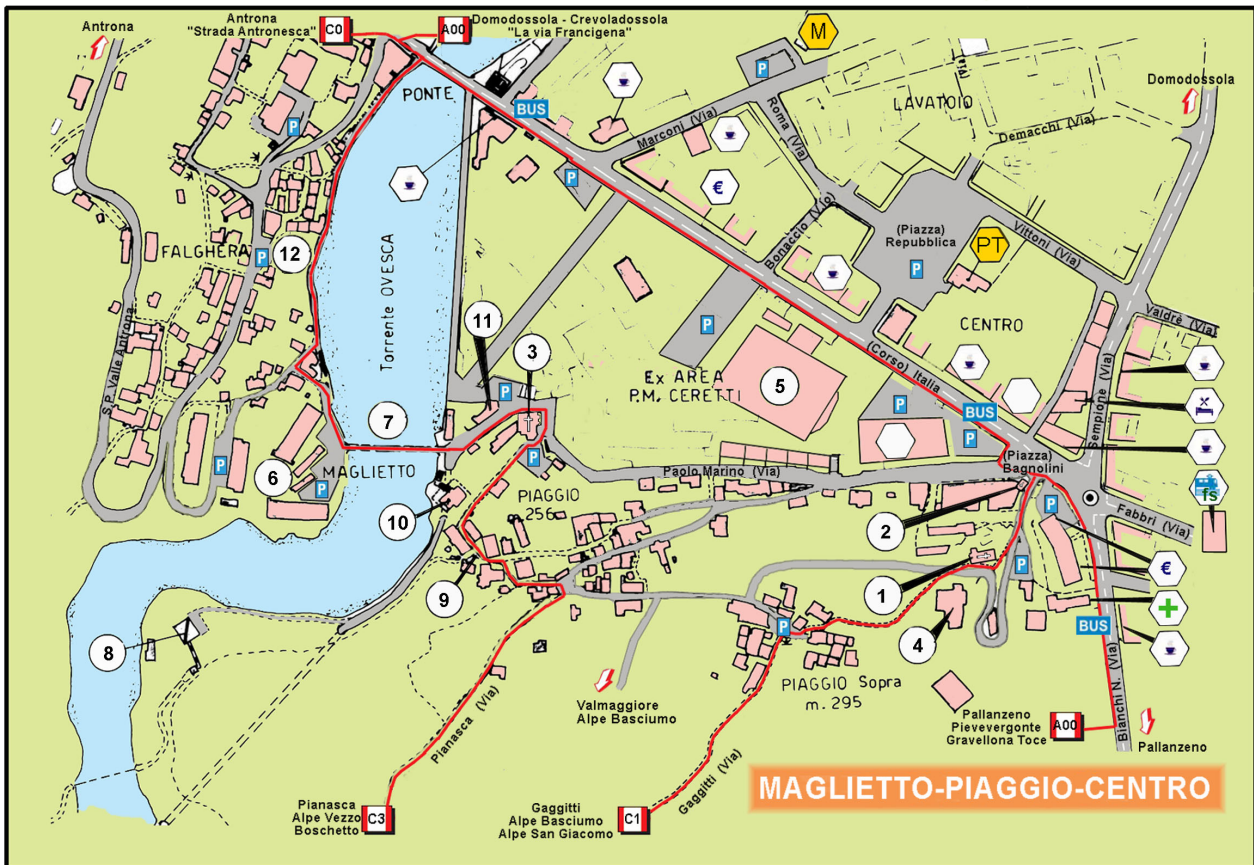 Antrona
Antrona
"Strada Antronesca"
C0
A00
Domodossola - Crevoladossola
"La via Francigena"
M
P
Domodossola
PONTE
BUS
P
Marconi (Via)
Roma (Via)
LAVATOIO
Demacchi (Via)
€
P
Bonaccio (V.lo)
(Piazza)
Repubblica
PT
P
Vittoni (Via)
Valdrè (Via)
FALGHERA
P
12
Torrente OVESCA
S.P. Valle Antrona
11
3
P
Ex AREA
P.M. CERETTI
P
5
(Corso) Italia
CENTRO
Sempione (Via)
P
BUS
P
(Piazza)
Bagnolini
fs
7
P
6
MAGLIETTO
P
P
Paolo Marino (Via)
PIAGGIO
256
10
2
P
Fabbri (Via)
€
9
1
P
BUS
8
4
P
PIAGGIO Sopra
m. 295
Valmaggiore
Alpe Basciumo
Pianasca (Via)
Gaggitti (Via)
Pallanzeno
Pievevergonte
Gravellona Toce
A00
Bianchi N. (Via)
Pallanzeno
MAGLIETTO-PIAGGIO-CENTRO
Pianasca
Alpe Vezzo
Boschetto
C3
Gaggitti
Alpe Basciumo
Alpe San Giacomo
C1